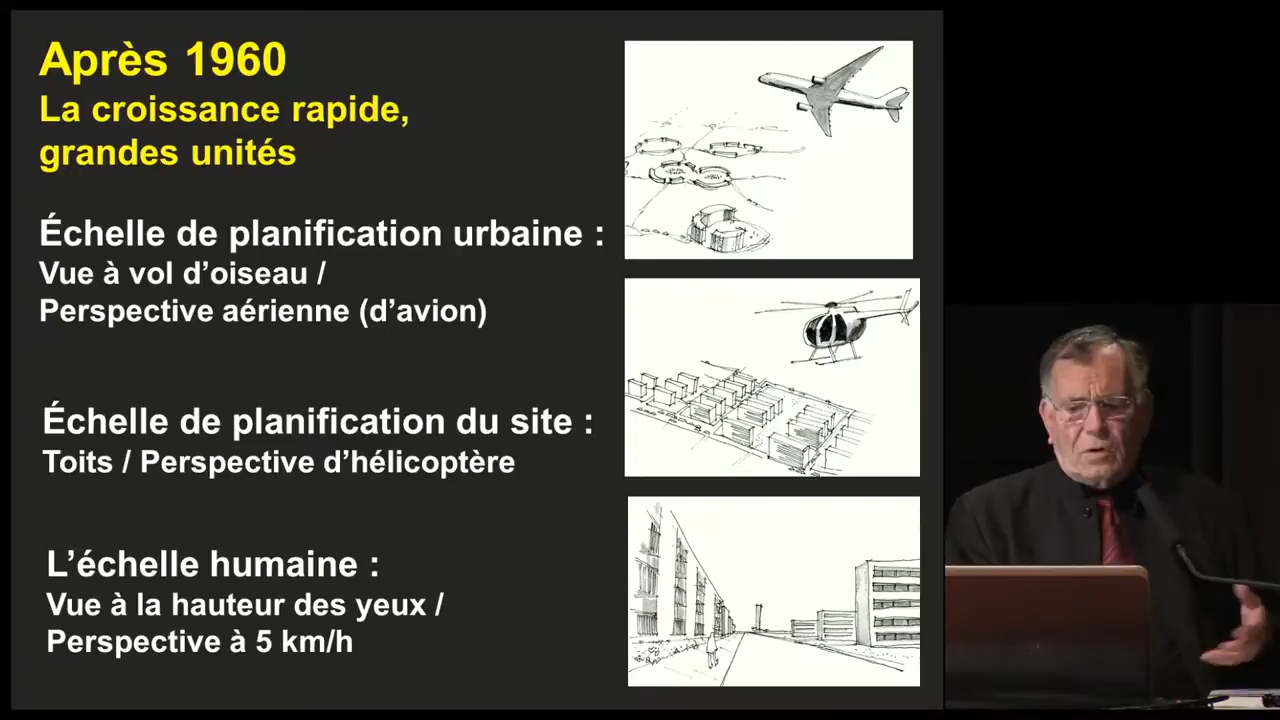 Après 1960
La croissance rapide,
grandes unités
Échelle de planification urbaine :
Vue à vol d’oiseau /
Perspective aérienne (d’avion)
Échelle de planification du site :
Toits / Perspective d’hélicoptère
L’échelle humaine :
Vue à la hauteur des yeux /
Perspective à 5 km/h